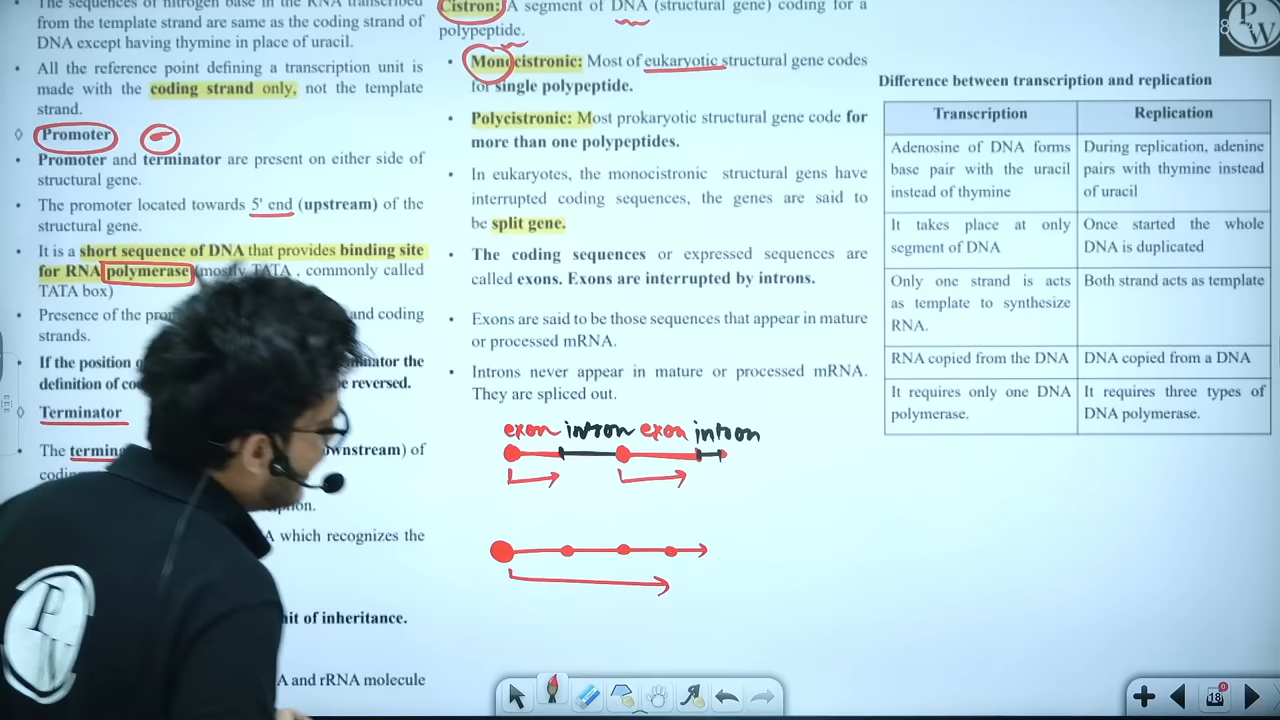 The sequences of nitrogen base in the RNA transcribed
from the template strand are same as the coding strand of
DNA except having thymine in place of uracil.
• All the reference point defining a transcription unit is
made with the coding strand only, not the template
strand.
◊ Promoter
• Promoter and terminator are present on either side of
structural gene.
• The promoter located towards 5' end (upstream) of the
structural gene.
• It is a short sequence of DNA that provides binding site
for RNA polymerase (mostly TATA , commonly called
TATA box)
• Presence of the and coding
strands.
• If the position the
definition of reversed.
◊ Terminator
• The of
which recognizes the
of inheritance.
and rRNA molecule
Cistron: A segment of DNA (structural gene) coding for a
polypeptide.
• Monocistronic: Most of eukaryotic structural gene codes
for single polypeptide.
• Polycistronic: Most prokaryotic structural gene code for
more than one polypeptides.
• In eukaryotes, the monocistronic structural gens have
interrupted coding sequences, the genes are said to
be split gene.
• The coding sequences or expressed sequences are
called exons. Exons are interrupted by introns.
• Exons are said to be those sequences that appear in mature
or processed mRNA.
• Introns never appear in mature or processed mRNA.
They are spliced out.
exon intron exon intron
Difference between transcription and replication
Transcription Replication
Adenosine of DNA forms
base pair with the uracil
instead of thymine
During replication, adenine
pairs with thymine instead
of uracil
It takes place at only
segment of DNA
Once started the whole
DNA is duplicated
Only one strand is acts
as template to synthesize
RNA.
Both strand acts as template
RNA copied from the DNA
DNA copied from a DNA
It requires only one DNA
polymerase.
It requires three types of
DNA polymerase.
P
W
P
W
18
0